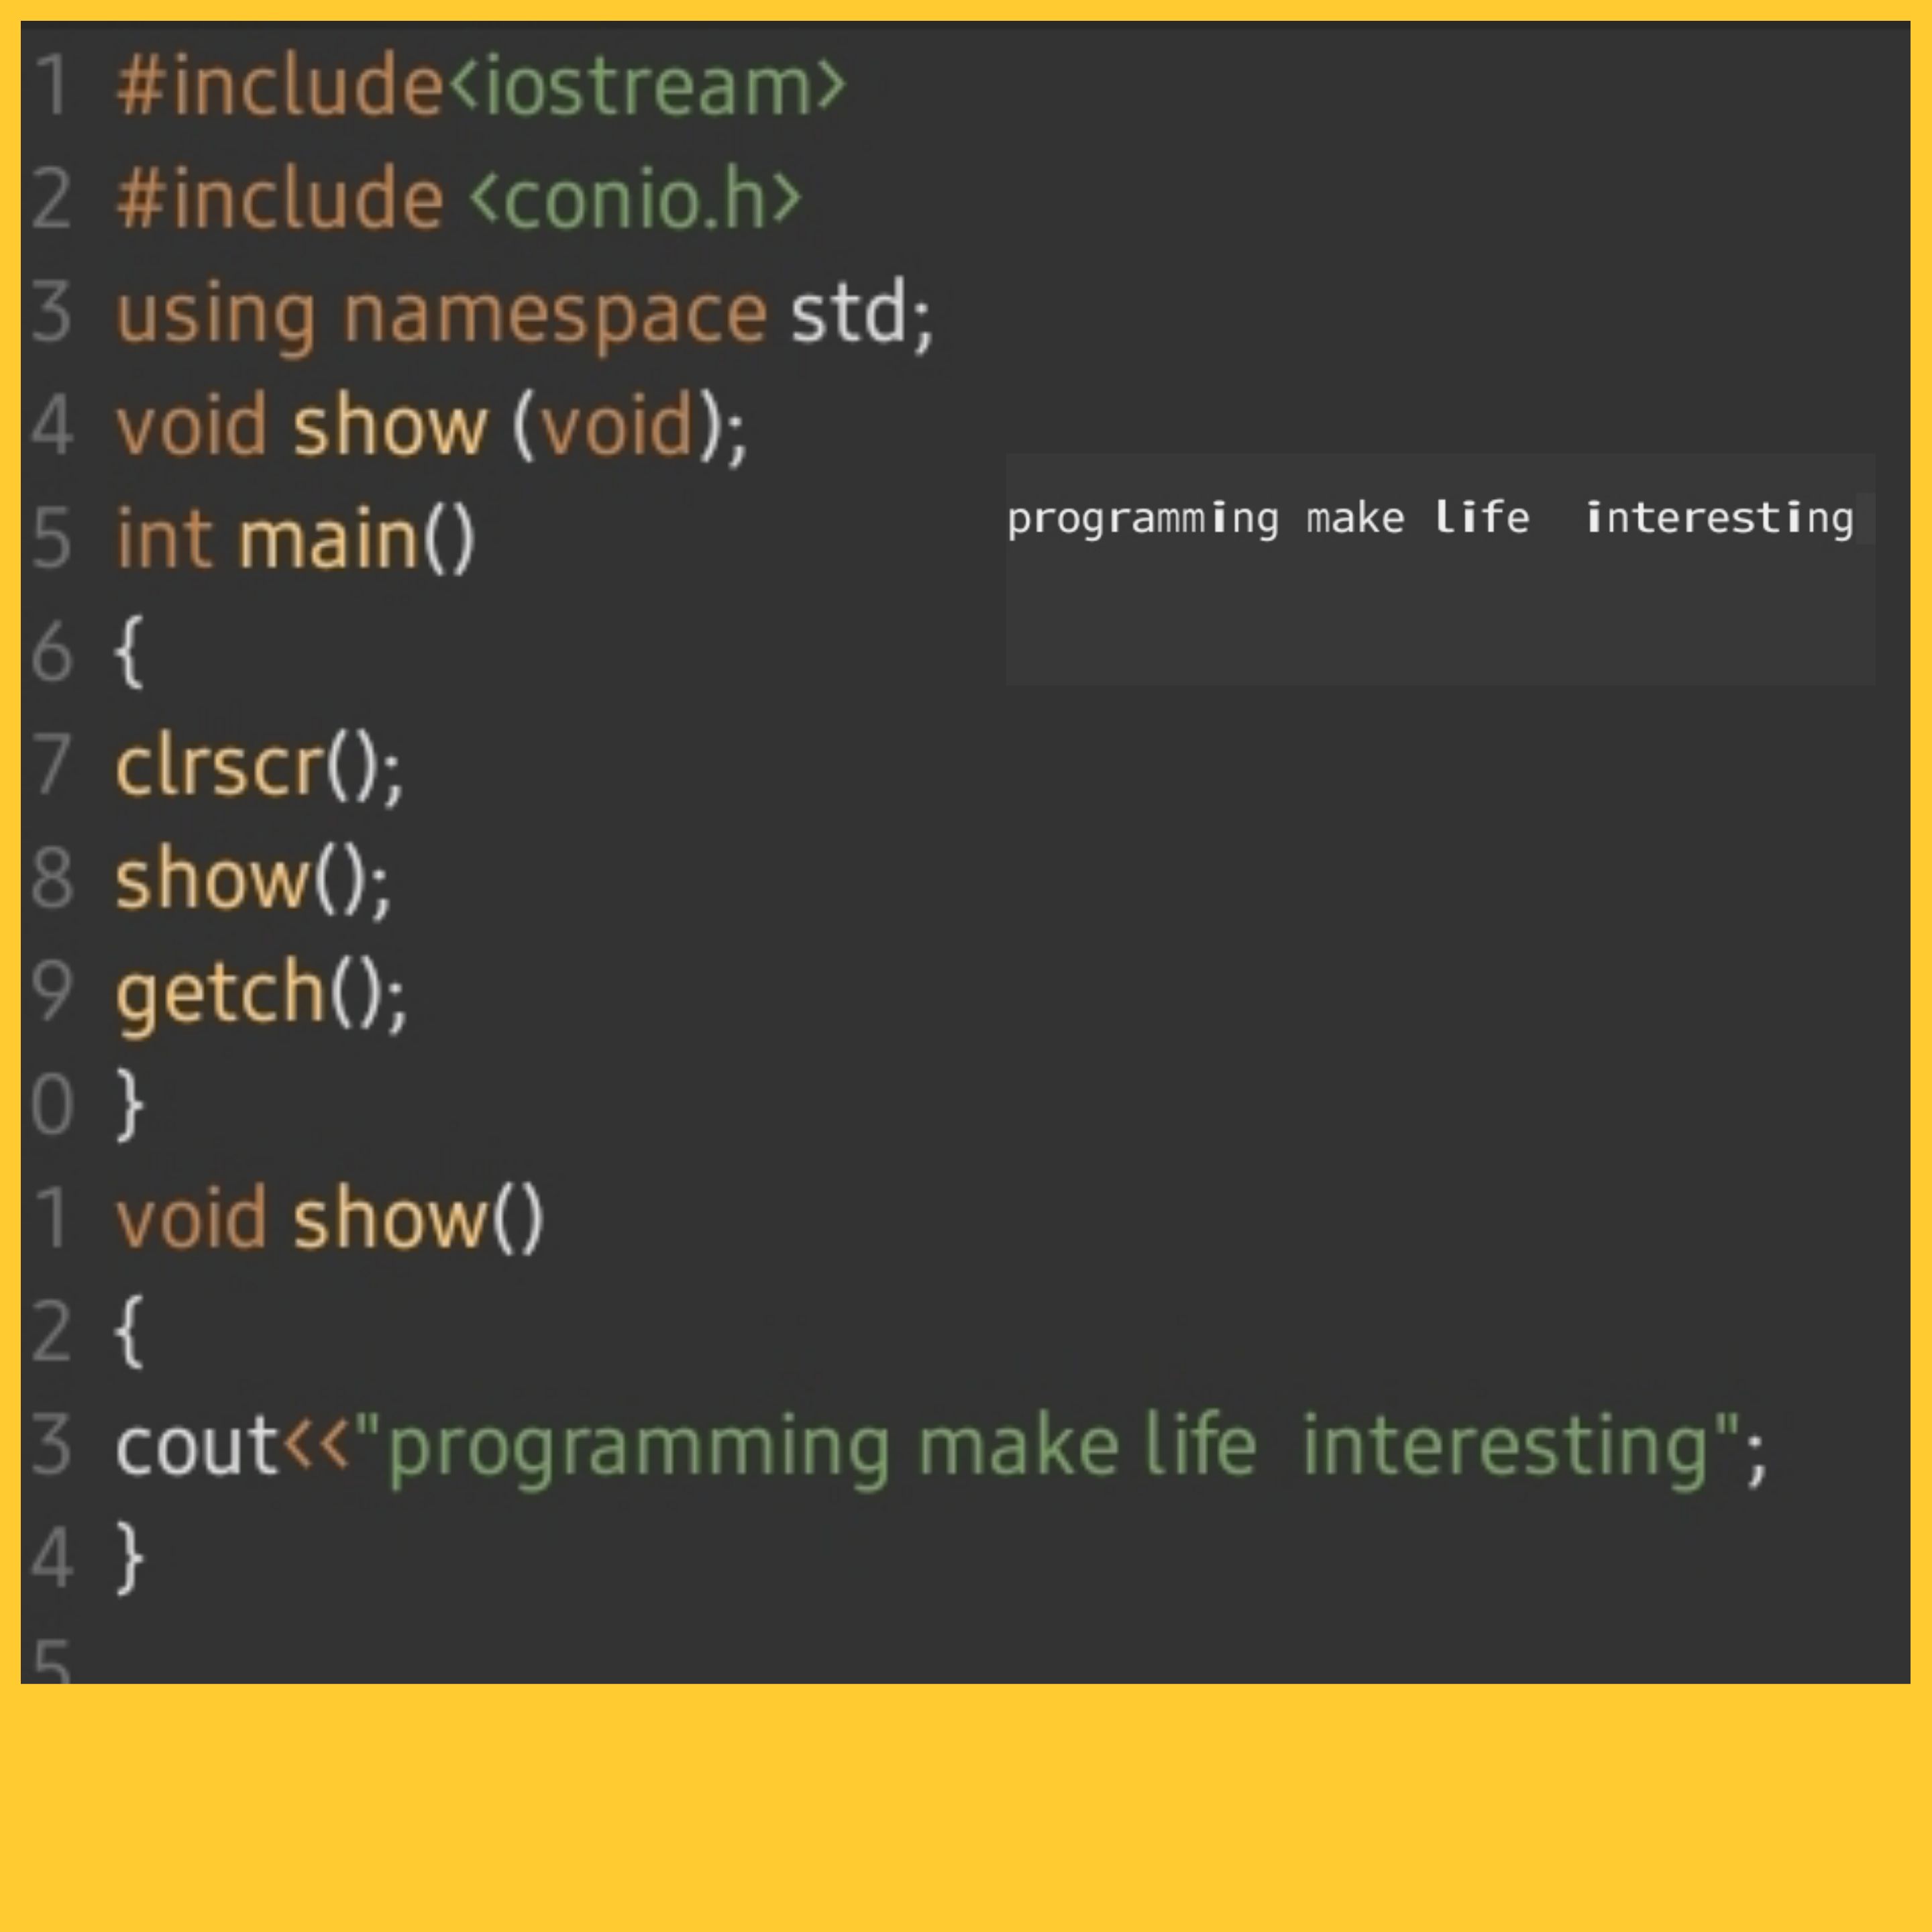 1 #include<iostream>
2 #include <conio.h>
3 using namespace std;
4 void show (void);
5 int main()
6 {
7 clrscr();
8 show();
9 getch();
0 }
1 void show()
2 {
3 cout<<"programming make life  interesting";
4 }
5
programming make life  interesting